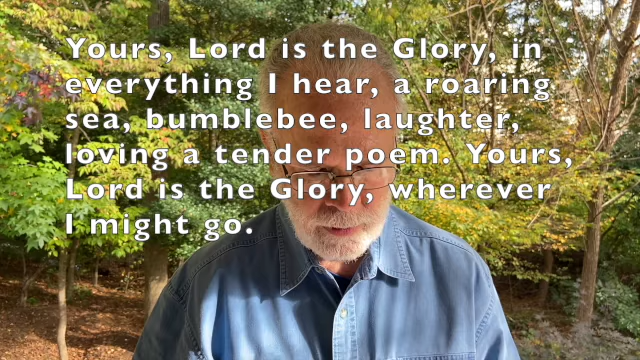 Yours, Lord is the Glory, in
everything I hear, a roaring
sea, bumblebee, laughter,
loving a tender poem. Yours,
Lord is the Glory, wherever
I might go.